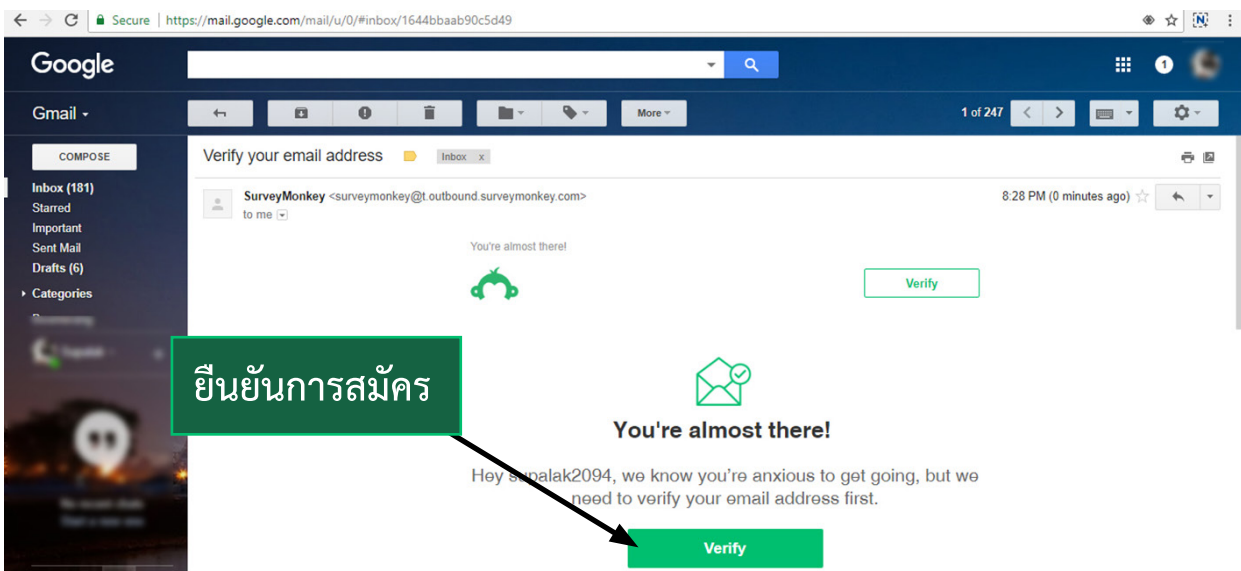 Secure | https://mail.google.com/mail/u/0/#inbox/1644bbaab90c5d49
Google
1
Gmail
More
1 of 247
COMPOSE
Verify your email address
Inbox x
Inbox (181)
SurveyMonkey <surveymonkey@t.outbound.surveymonkey.com>
8:28 PM (0 minutes ago)
Starred
to me
Important
Sent Mail
You're almost there!
Drafts (6)
Verify
Categories
ยืนยันการสมัคร
You're almost there!
Hey supalak2094, we know you're anxious to get going, but we
need to verify your email address first.
Verify